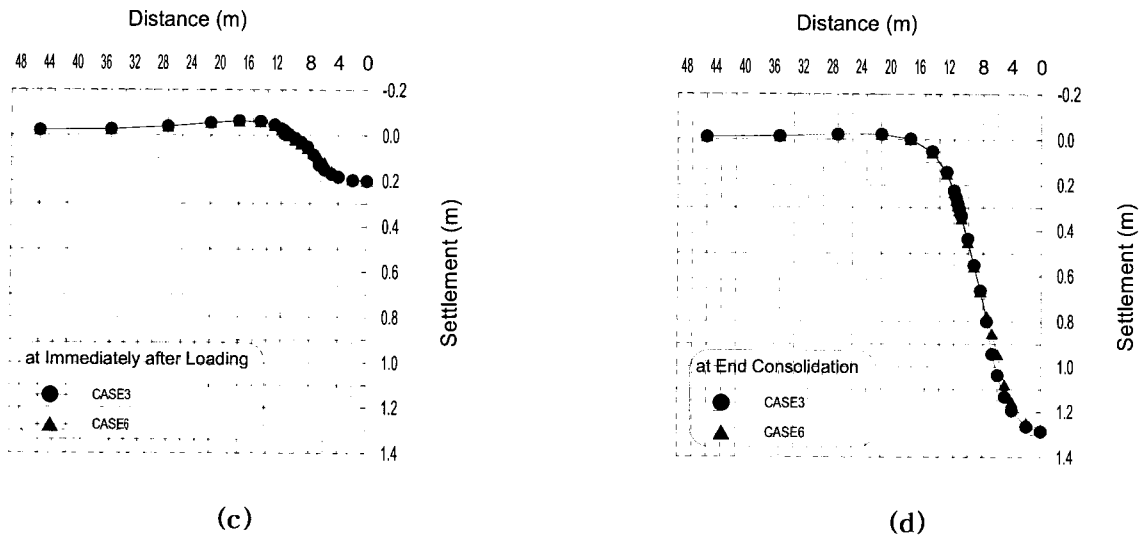 Distance (m)
48 44 40 36 32 28 24 20 16 12 8 4 0
-0.2
0.0
0.2
0.4
0.6
0.8
1.0
1.2
1.4
Settlement (m)
at Immediately after Loading
CASE3
CASE6
(c)
Distance (m)
48 44 40 36 32 28 24 20 16 12 8 4 0
-0.2
0.0
0.2
0.4
0.6
0.8
1.0
1.2
1.4
Settlement (m)
at End Consolidation
CASE3
CASE6
(d)